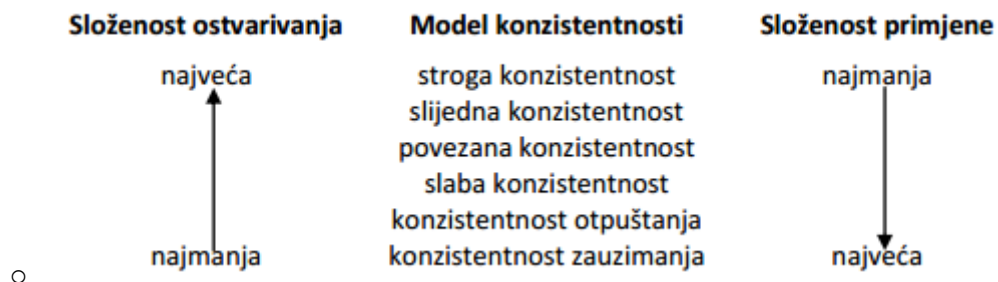 Složenost ostvarivanja Model konzistentnosti Složenost primjene
najveća stroga konzistentnost najmanja
slijedna konzistentnost
povezana konzistentnost
slaba konzistentnost
konzistentnost otpuštanja
najmanja konzistentnost zauzimanja najveća